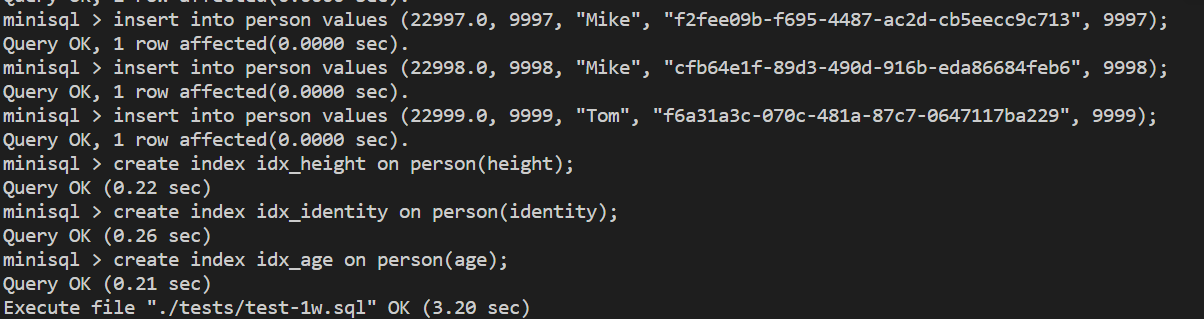 minisql > insert into person values (22997.0, 9997, "Mike", "f2fee09b-f695-4487-ac2d-cb5eecc9c713", 9997);
Query OK, 1 row affected(0.0000 sec).
minisql > insert into person values (22998.0, 9998, "Mike", "cfb64e1f-89d3-490d-916b-eda86684feb6", 9998);
Query OK, 1 row affected(0.0000 sec).
minisql > insert into person values (22999.0, 9999, "Tom", "f6a31a3c-070c-481a-87c7-0647117ba229", 9999);
Query OK, 1 row affected(0.0000 sec).
minisql > create index idx_height on person(height);
Query OK (0.22 sec)
minisql > create index idx_identity on person(identity);
Query OK (0.26 sec)
minisql > create index idx_age on person(age);
Query OK (0.21 sec)
Execute file "./tests/test-1w.sql" OK (3.20 sec)